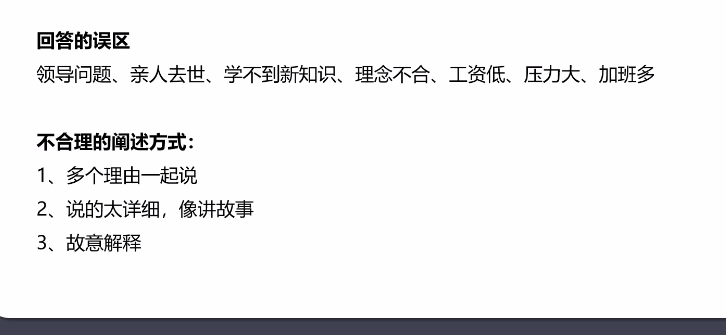 回答的误区
领导问题、亲人去世、学不到新知识、理念不合、工资低、压力大、加班多
不合理的阐述方式：
1、多个理由一起说
2、说的太详细，像讲故事
3、故意解释